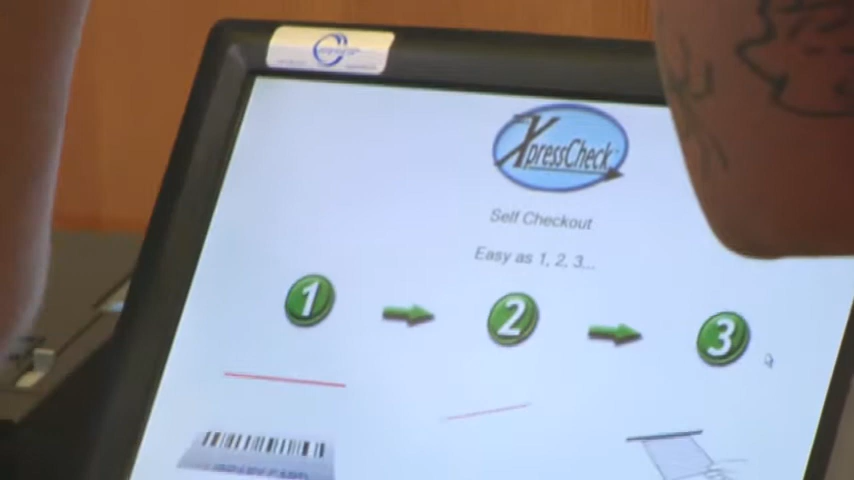 XpressCheck
Self Checkout
Easy as 1, 2, 3...
1
2
3